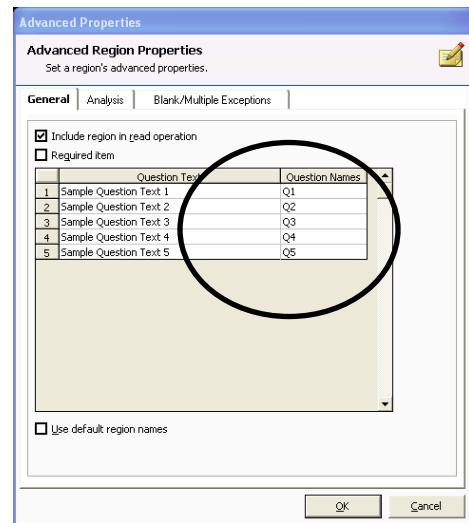 Advanced Properties
Advanced Region Properties
Set a region's advanced properties.
General Analysis Blank/Multiple Exceptions
Include region in read operation
Required item
Question Text Question Names
1 Sample Question Text 1 Q1
2 Sample Question Text 2 Q2
3 Sample Question Text 3 Q3
4 Sample Question Text 4 Q4
5 Sample Question Text 5 Q5
Use default region names
OK Cancel